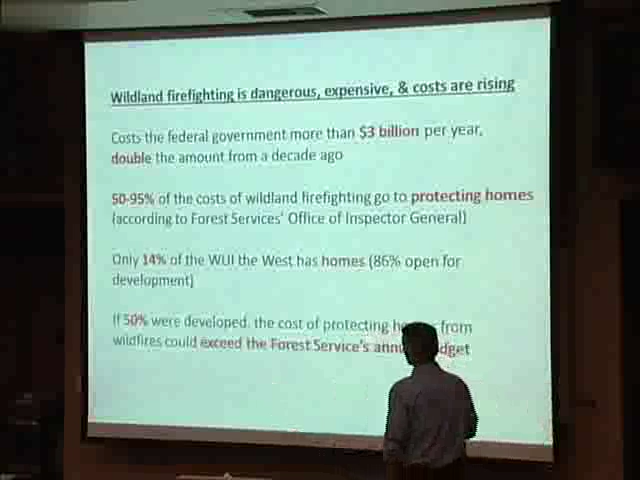 Wildland firefighting is dangerous, expensive, & costs are rising
Costs the federal government more than $3 billion per year,
double the amount from a decade ago
50-95% of the costs of wildland firefighting go to protecting homes
(according to Forest Services' Office of Inspector General)
Only 14% of the WUI the West has homes (86% open for
development)
If 50% were developed, the cost of protecting from
wildfires could exceed the Forest Service's